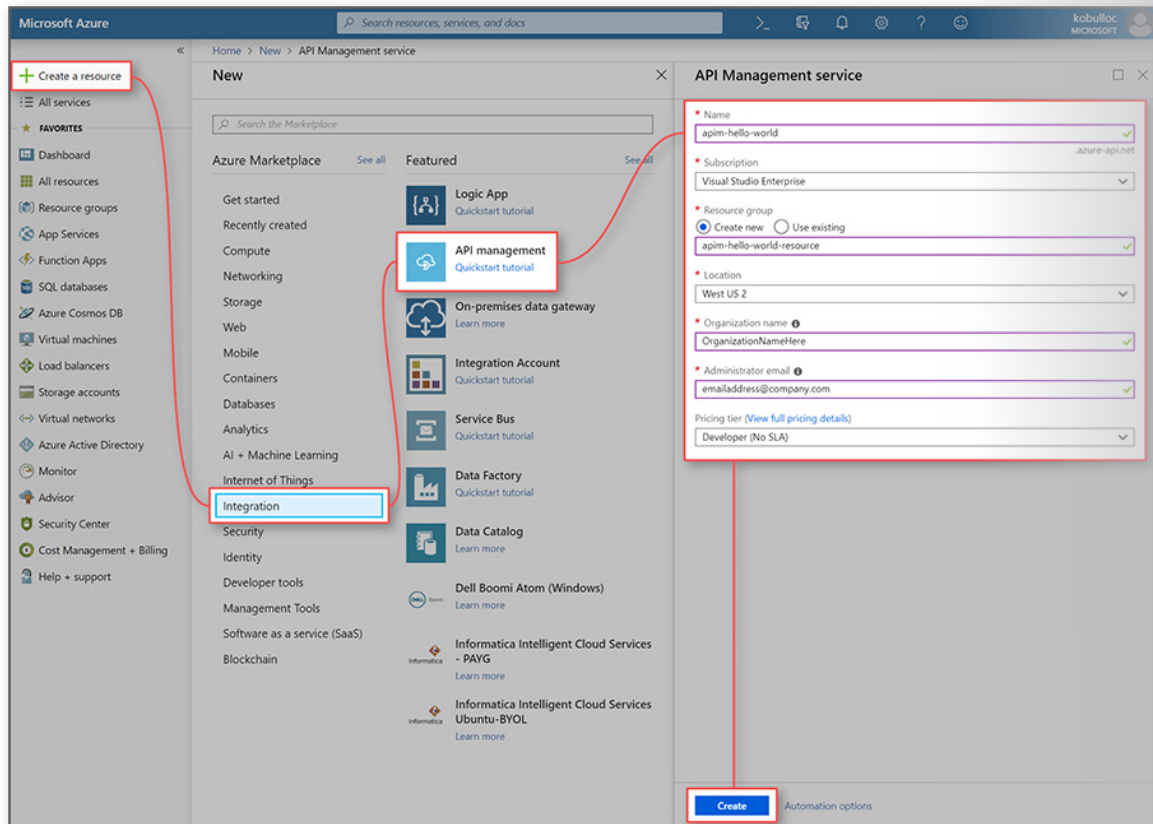 Microsoft Azure
Search resources, services, and docs
kobulloc
MICROSOFT
Create a resource
All services
FAVORITES
Dashboard
All resources
Resource groups
App Services
Function Apps
SQL databases
Azure Cosmos DB
Virtual machines
Load balancers
Storage accounts
Virtual networks
Azure Active Directory
Monitor
Advisor
Security Center
Cost Management + Billing
Help + support
Home > New > API Management service
New
Search the Marketplace
Azure Marketplace See all
Get started
Recently created
Compute
Networking
Storage
Web
Mobile
Containers
Databases
Analytics
AI + Machine Learning
Internet of Things
Integration
Security
Identity
Developer tools
Management Tools
Software as a service (SaaS)
Blockchain
Featured See all
Logic App
Quickstart tutorial
API management
Quickstart tutorial
On-premises data gateway
Learn more
Integration Account
Quickstart tutorial
Service Bus
Quickstart tutorial
Data Factory
Quickstart tutorial
Data Catalog
Learn more
DELL Boomi
Dell Boomi Atom (Windows)
Learn more
Informatica
Informatica Intelligent Cloud Services
- PAYG
Learn more
Informatica
Informatica Intelligent Cloud Services
Ubuntu-BYOL
Learn more
API Management service
* Name
apim-hello-world
.azure-api.net
* Subscription
Visual Studio Enterprise
* Resource group
Create new Use existing
apim-hello-world-resource
* Location
West US 2
* Organization name
OrganizationNameHere
* Administrator email
emailaddress@company.com
Pricing tier (View full pricing details)
Developer (No SLA)
Create Automation options